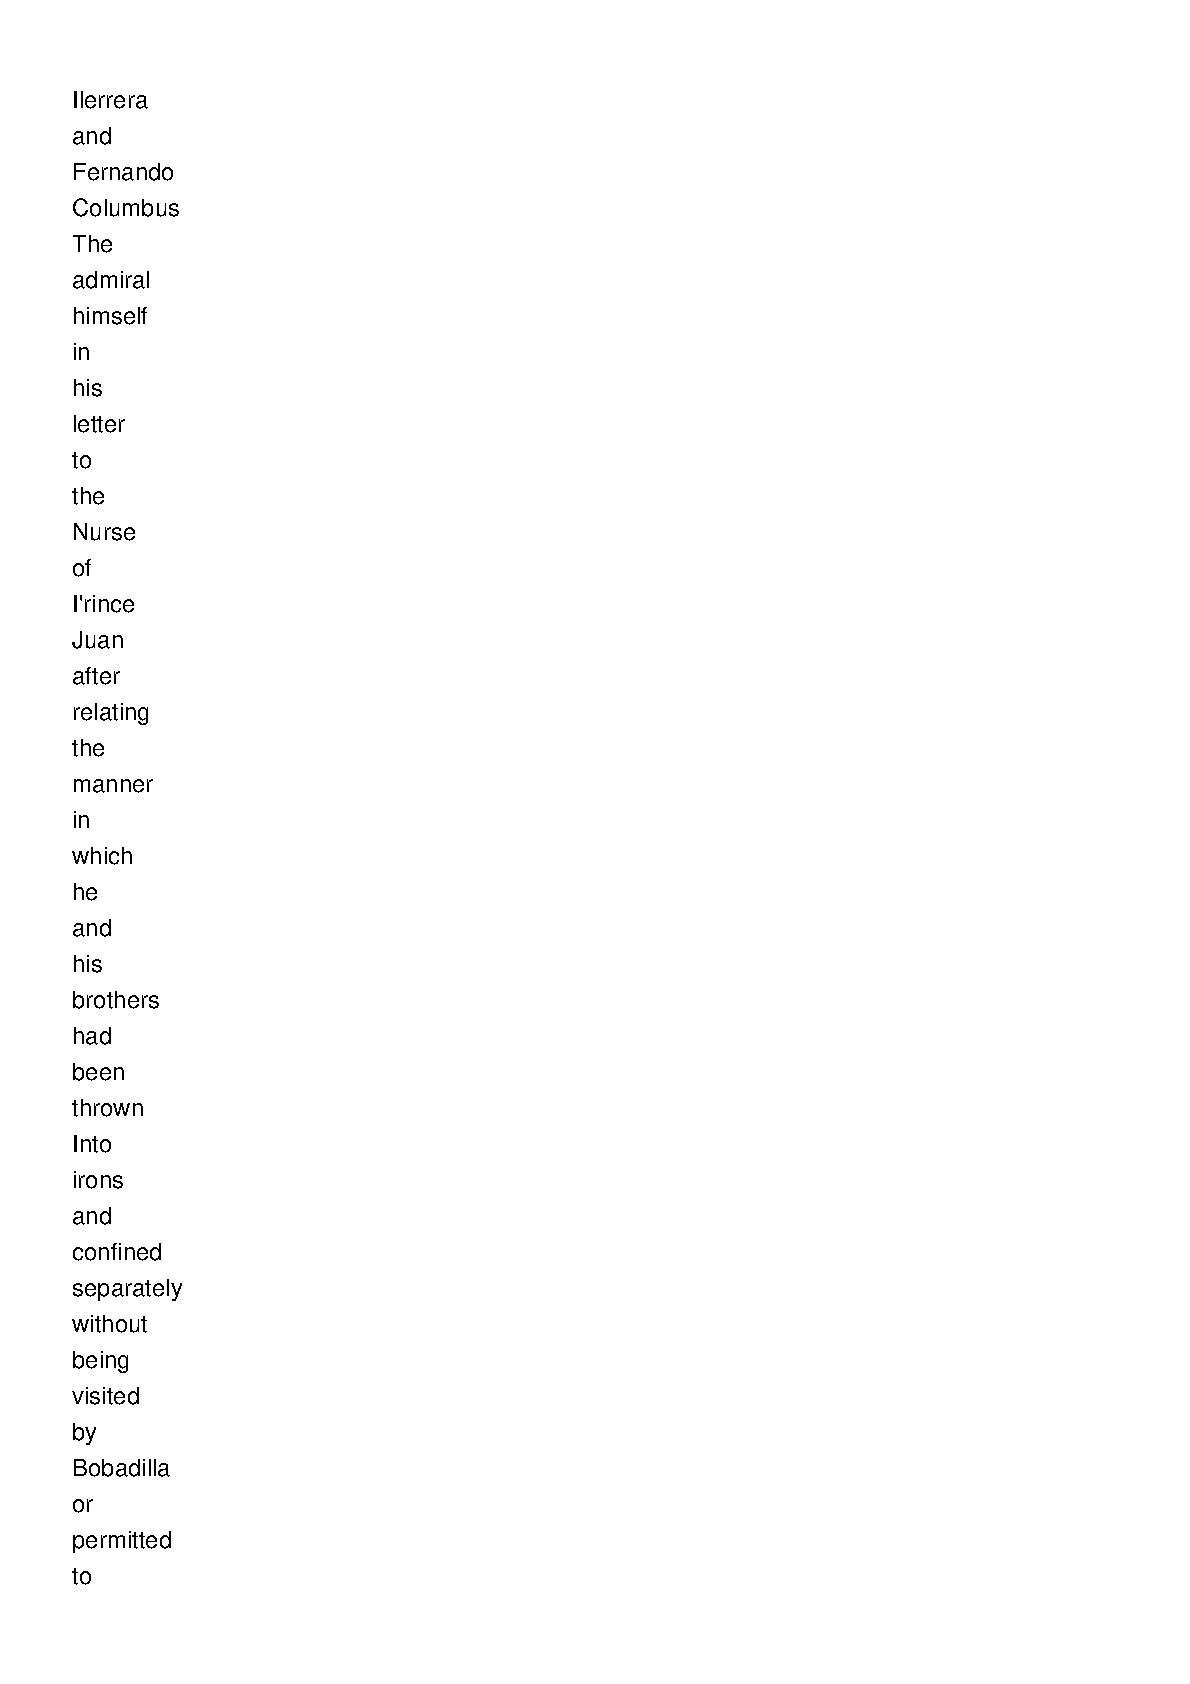 Ilerrera
and
Fernando
Columbus
The
admiral
himself
in
his
letter
to
the
Nurse
of
I'rince
Juan
after
relating
the
manner
in
which
he
and
his
brothers
had
been
thrown
Into
irons
and
confined
separately
without
being
visited
by
Bobadilla
or
permitted
to